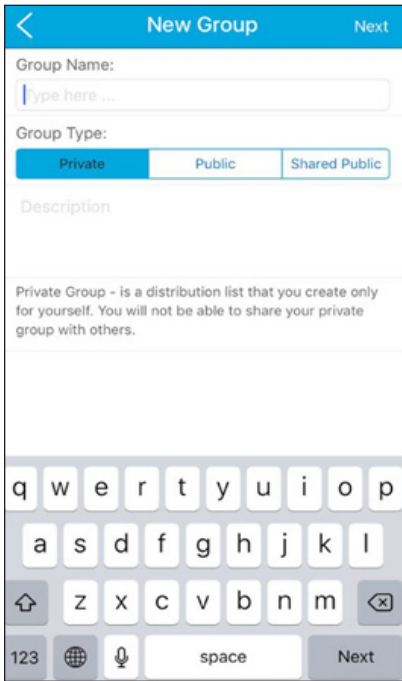 New Group Next
Group Name:
Type here ...
Group Type:
Private Public Shared Public
Description
Private Group - is a distribution list that you create only
for yourself. You will not be able to share your private
group with others.
q w e r t y u i o p
a s d f g h j k l
z x c v b n m
123 space Next